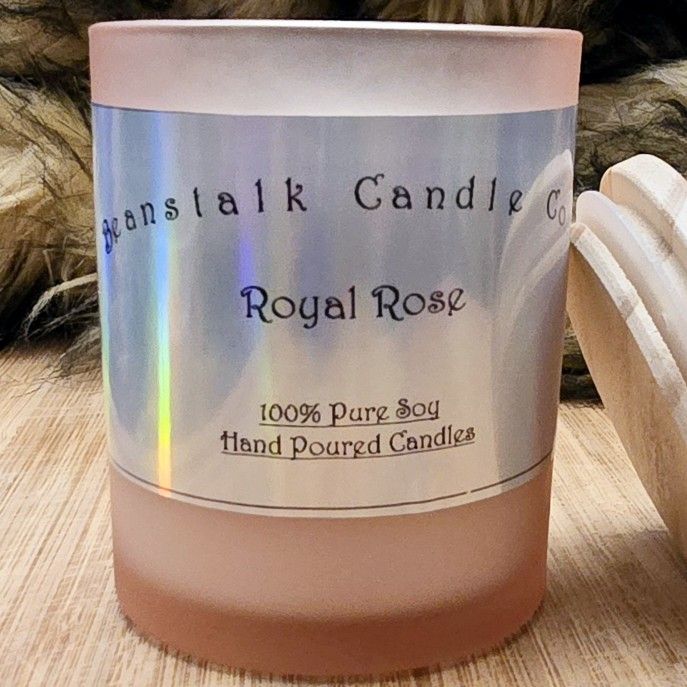 Beanstalk Candle Co
Royal Rose
100% Pure Soy
Hand Poured Candles